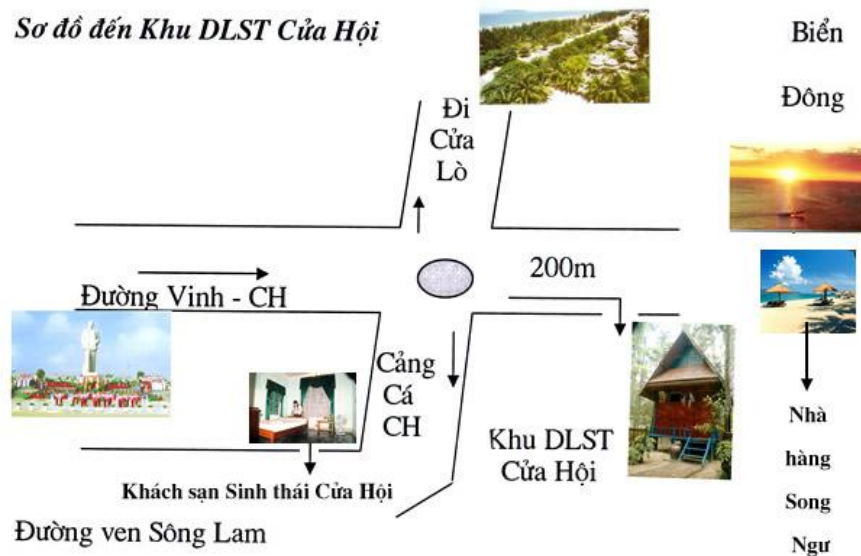 Sơ đồ đến Khu DLST Cửa Hội
Biển
Đông
Đi
Cửa
Lò
200m
Đường Vinh - CH
Cảng
Cá
CH
Khu DLST
Cửa Hội
Nhà
hàng
Song
Ngư
Khách sạn Sinh thái Cửa Hội
Đường ven Sông Lam